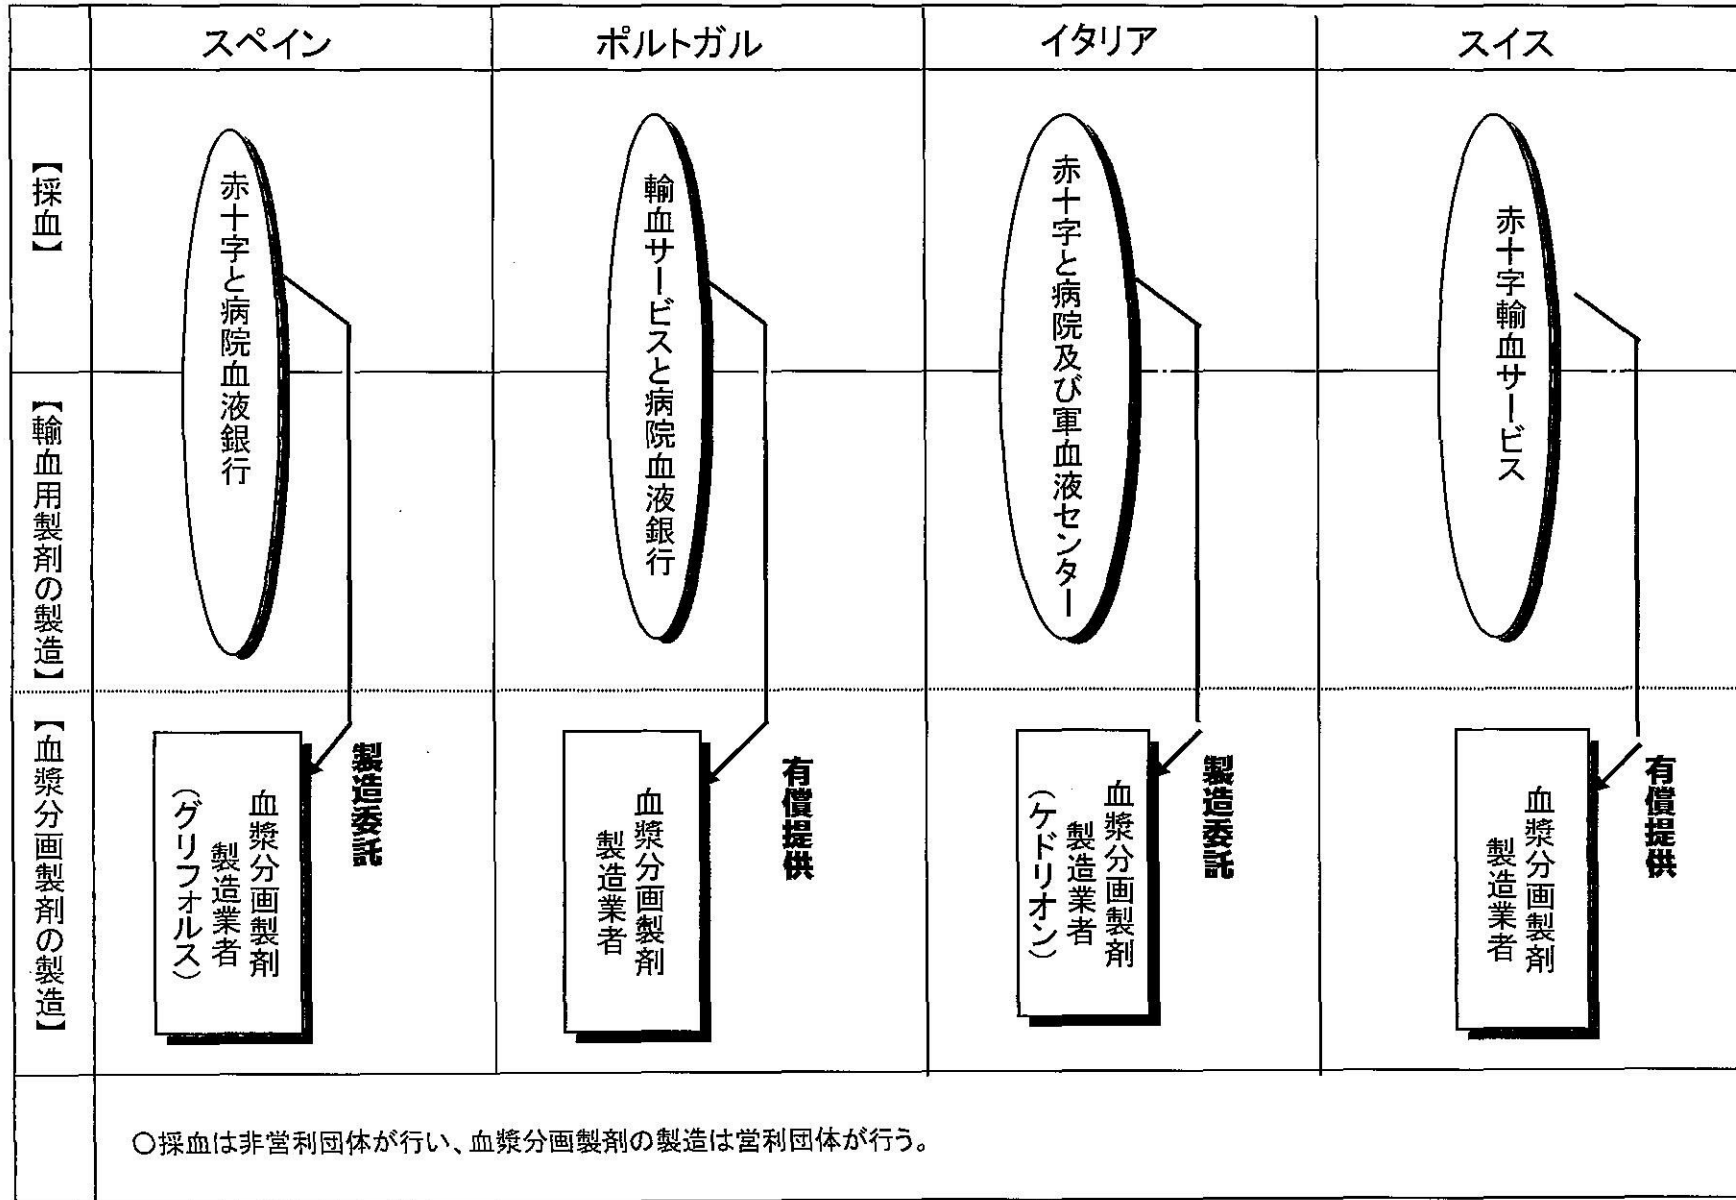 スペイン
ポルトガル
イタリア
スイス
【採血】
赤十字と病院血液銀行
輸血サービスと病院血液銀行
赤十字と病院及び軍血液センター
赤十字輸血サービス
【輸血用製剤の製造】
【血漿分画製剤の製造】
血漿分画製剤
製造業者
(グリフォルス)
製造委託
血漿分画製剤
製造業者
有償提供
血漿分画製剤
製造業者
(ケドリオン)
製造委託
血漿分画製剤
製造業者
有償提供
○採血は非営利団体が行い、血漿分画製剤の製造は営利団体が行う。